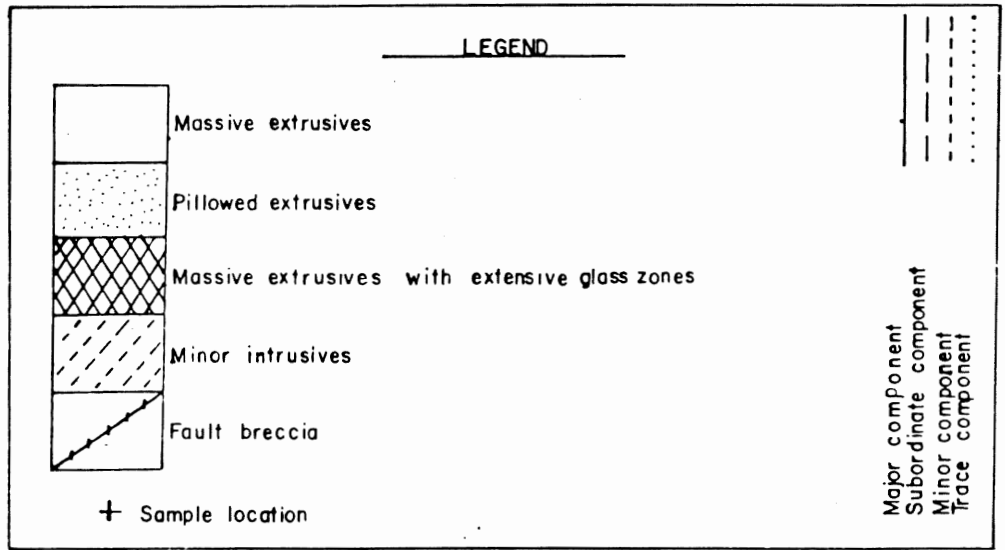 LEGEND
Massive extrusives
Pillowed extrusives
Massive extrusives with extensive glass zones
Minor intrusives
Fault breccia
Sample location
Major component
Subordinate component
Minor component
Trace component